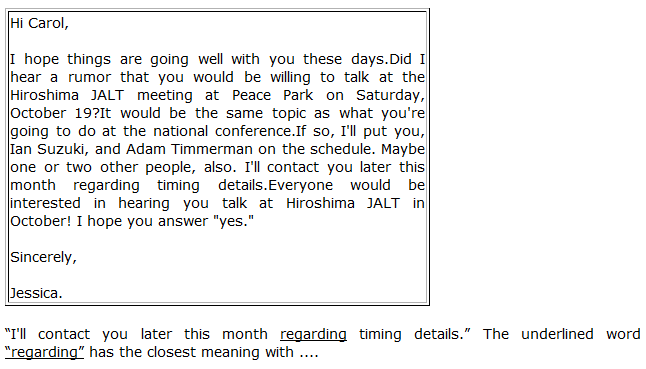 Hi Carol,
I hope things are going well with you these days.Did I
hear a rumor that you would be willing to talk at the
Hiroshima JALT meeting at Peace Park on Saturday,
October 19?It would be the same topic as what you're
going to do at the national conference.If so, I'll put you,
Ian Suzuki, and Adam Timmerman on the schedule. Maybe
one or two other people, also. I'll contact you later this
month regarding timing details.Everyone would be
interested in hearing you talk at Hiroshima JALT in
October! I hope you answer "yes."
Sincerely,
Jessica.
“I'll contact you later this month regarding timing details.” The underlined word
“regarding” has the closest meaning with ....